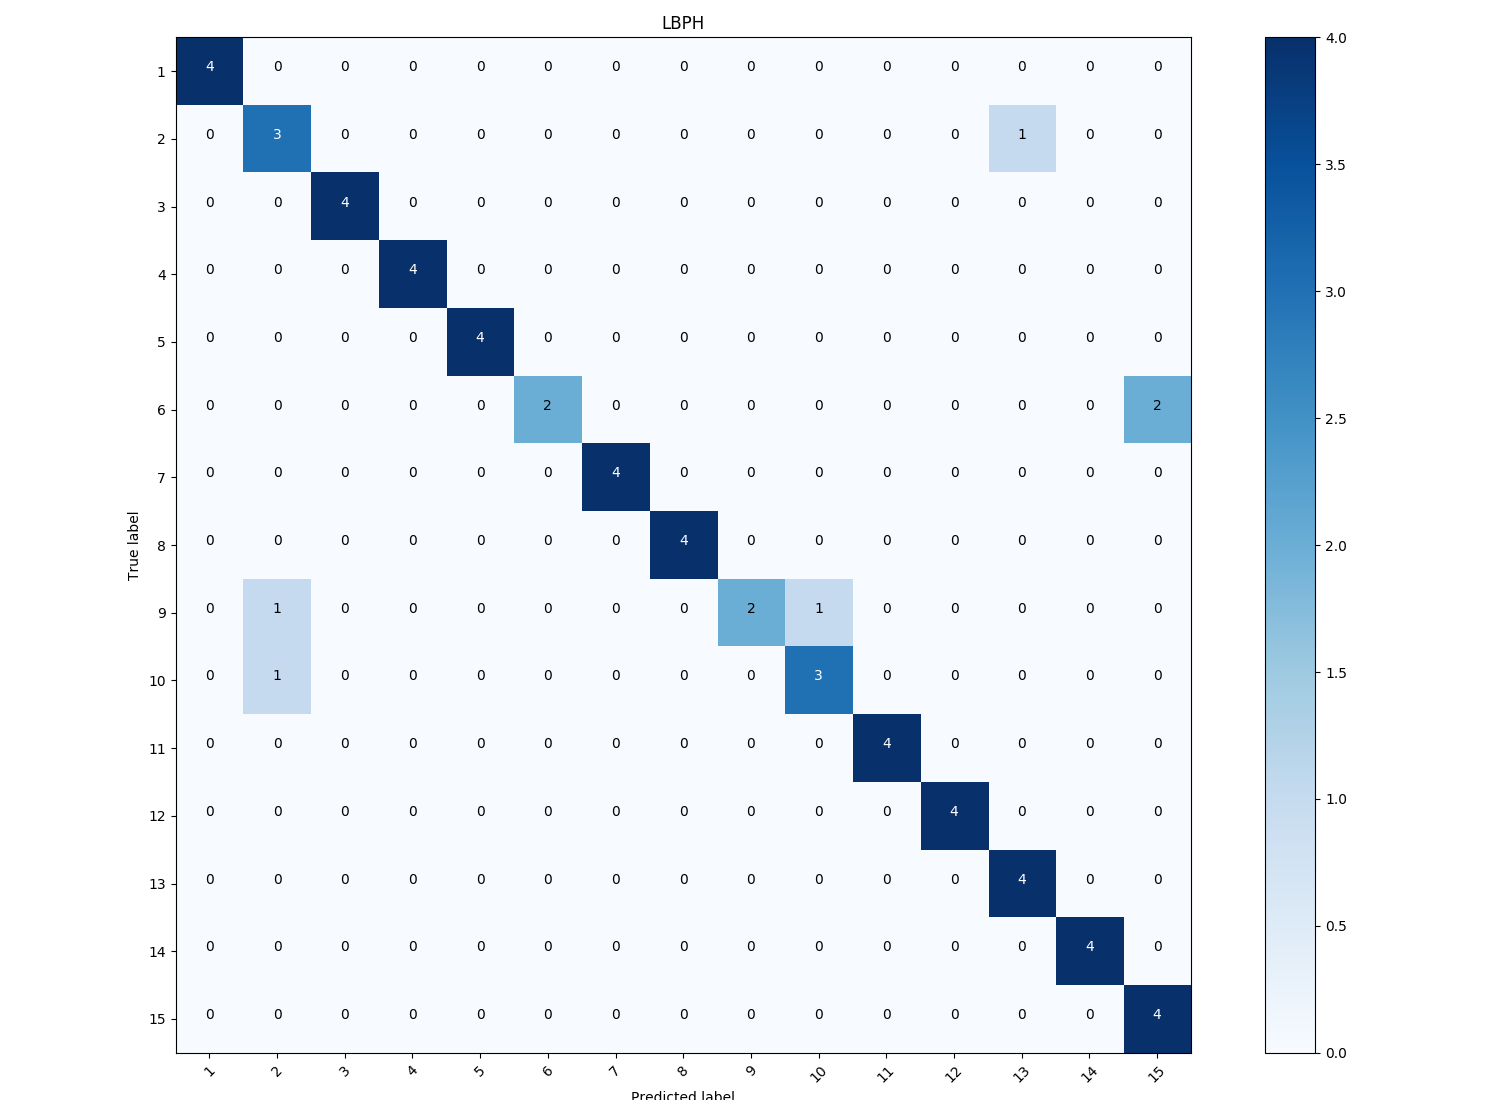 LBPH
1 4 0 0 0 0 0 0 0 0 0 0 0 0 0 0
2 0 3 0 0 0 0 0 0 0 0 0 0 1 0 0
3 0 0 4 0 0 0 0 0 0 0 0 0 0 0 0
4 0 0 0 4 0 0 0 0 0 0 0 0 0 0 0
5 0 0 0 0 4 0 0 0 0 0 0 0 0 0 0
6 0 0 0 0 0 2 0 0 0 0 0 0 0 0 2
7 0 0 0 0 0 0 4 0 0 0 0 0 0 0 0
8 0 0 0 0 0 0 0 4 0 0 0 0 0 0 0
9 0 1 0 0 0 0 0 0 2 1 0 0 0 0 0
10 0 1 0 0 0 0 0 0 0 3 0 0 0 0 0
11 0 0 0 0 0 0 0 0 0 0 4 0 0 0 0
12 0 0 0 0 0 0 0 0 0 0 0 4 0 0 0
13 0 0 0 0 0 0 0 0 0 0 0 0 4 0 0
14 0 0 0 0 0 0 0 0 0 0 0 0 0 4 0
15 0 0 0 0 0 0 0 0 0 0 0 0 0 0 4
1 2 3 4 5 6 7 8 9 10 11 12 13 14 15
True label
Predicted label
4.0
3.5
3.0
2.5
2.0
1.5
1.0
0.5
0.0